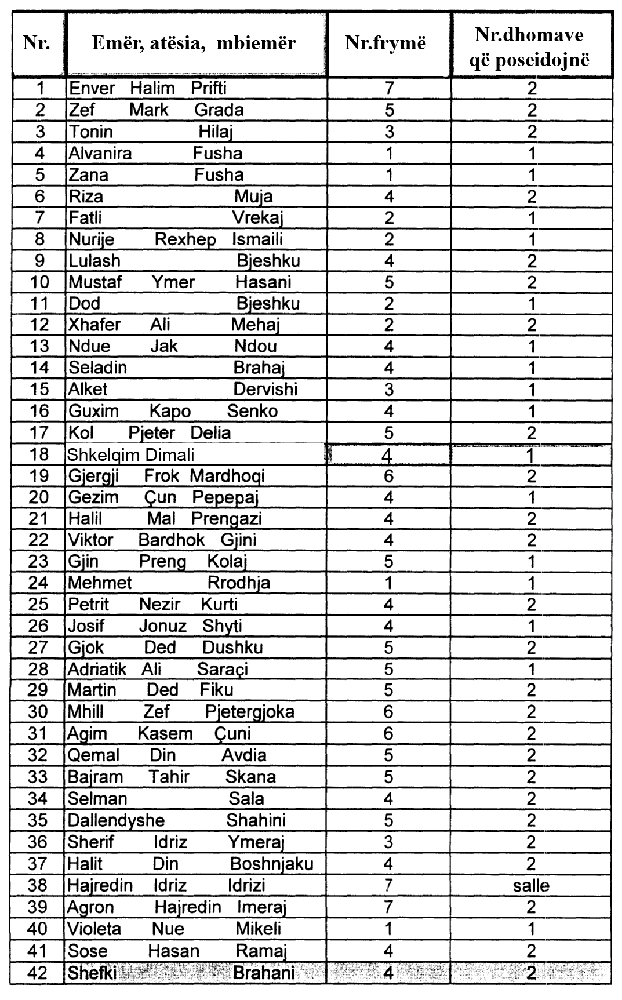 Nr. Emër, atësia, mbiemër Nr.frymë Nr.dhomave
që poseidojnë
1 Enver Halim Prifti 7 2
2 Zef Mark Grada 5 2
3 Tonin Hilaj 3 2
4 Alvanira Fusha 1 1
5 Zana Fusha 1 1
6 Riza Muja 4 2
7 Fatli Vrekaj 2 1
8 Nurije Rexhep Ismaili 2 1
9 Lulash Bjeshku 4 2
10 Mustaf Ymer Hasani 5 2
11 Dod Bjeshku 2 1
12 Xhafer Ali Mehaj 2 2
13 Ndue Jak Ndou 4 1
14 Seladin Brahaj 4 1
15 Alket Dervishi 3 1
16 Guxim Kapo Senko 4 1
17 Kol Pjeter Delia 5 2
18 Shkelqim Dimali 4 1
19 Gjergji Frok Mardhoqi 6 2
20 Gezim Çun Pepepaj 4 1
21 Halil Mal Prengazi 4 2
22 Viktor Bardhok Gjini 4 2
23 Gjin Preng Kolaj 5 1
24 Mehmet Rrodhja 1 1
25 Petrit Nezir Kurti 4 2
26 Josif Jonuz Shyti 4 1
27 Gjok Ded Dushku 5 2
28 Adriatik Ali Saraçi 5 1
29 Martin Ded Fiku 5 2
30 Mhill Zef Pjetergjoka 6 2
31 Agim Kasem Çuni 6 2
32 Qemal Din Avdia 5 2
33 Bajram Tahir Skana 5 2
34 Selman Sala 4 2
35 Dallendyshe Shahini 5 2
36 Sherif Idriz Ymeraj 3 2
37 Halit Din Boshnjaku 4 2
38 Hajredin Idriz Idrizi 7 salle
39 Agron Hajredin Imeraj 7 2
40 Violeta Nue Mikeli 1 1
41 Sose Hasan Ramaj 4 2
42 Shefki Brahani 4 2